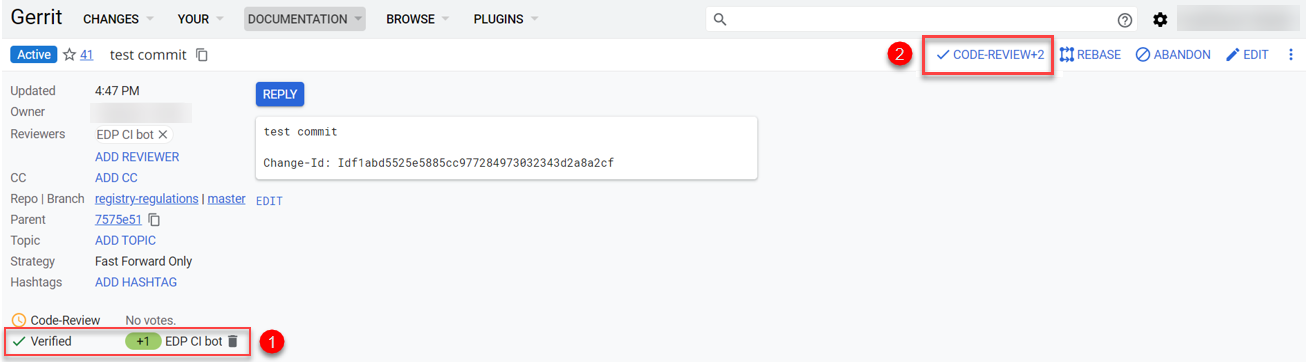 Gerrit CHANGES YOUR DOCUMENTATION BROWSE PLUGINS
Active 41 test commit 2 CODE-REVIEW+2 REBASE ABANDON EDIT
Updated 4:47 PM REPLY
Owner
Reviewers EDP CI bot test commit
ADD REVIEWER Change-Id: Idf1abd5525e5885cc977284973032343d2a8a2cf
CC ADD CC
Repo | Branch registry-regulations | master EDIT
Parent 7575e51
Topic ADD TOPIC
Strategy Fast Forward Only
Hashtags ADD HASHTAG
Code-Review No votes.
Verified +1 EDP CI bot 1